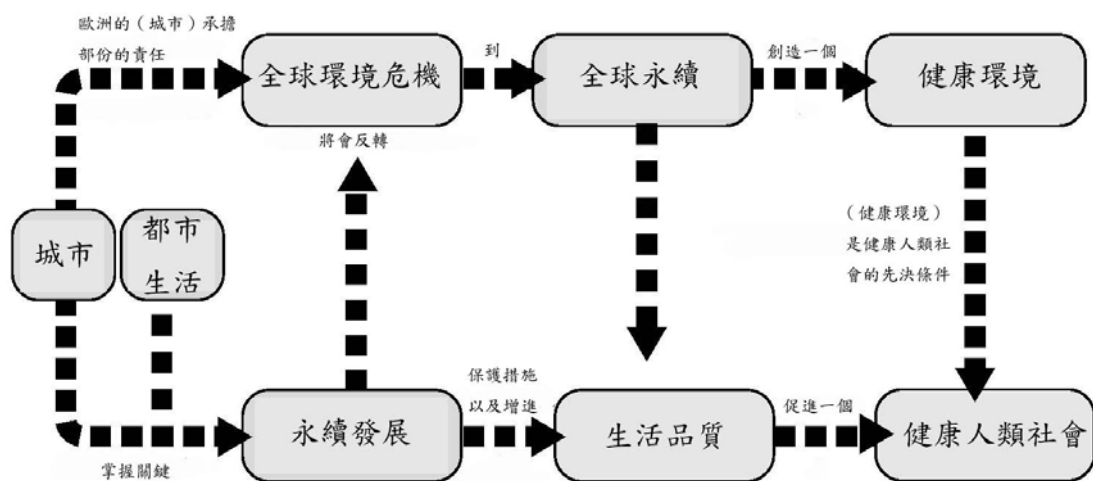 歐洲的(城市)承擔
部份的責任
全球環境危機
到
全球永續
創造一個
健康環境
將會反轉
城市
都市
生活
(健康環境)
是健康人類社
會的先決條件
掌握關鍵
永續發展
保護措施
以及增進
生活品質
促進一個
健康人類社會